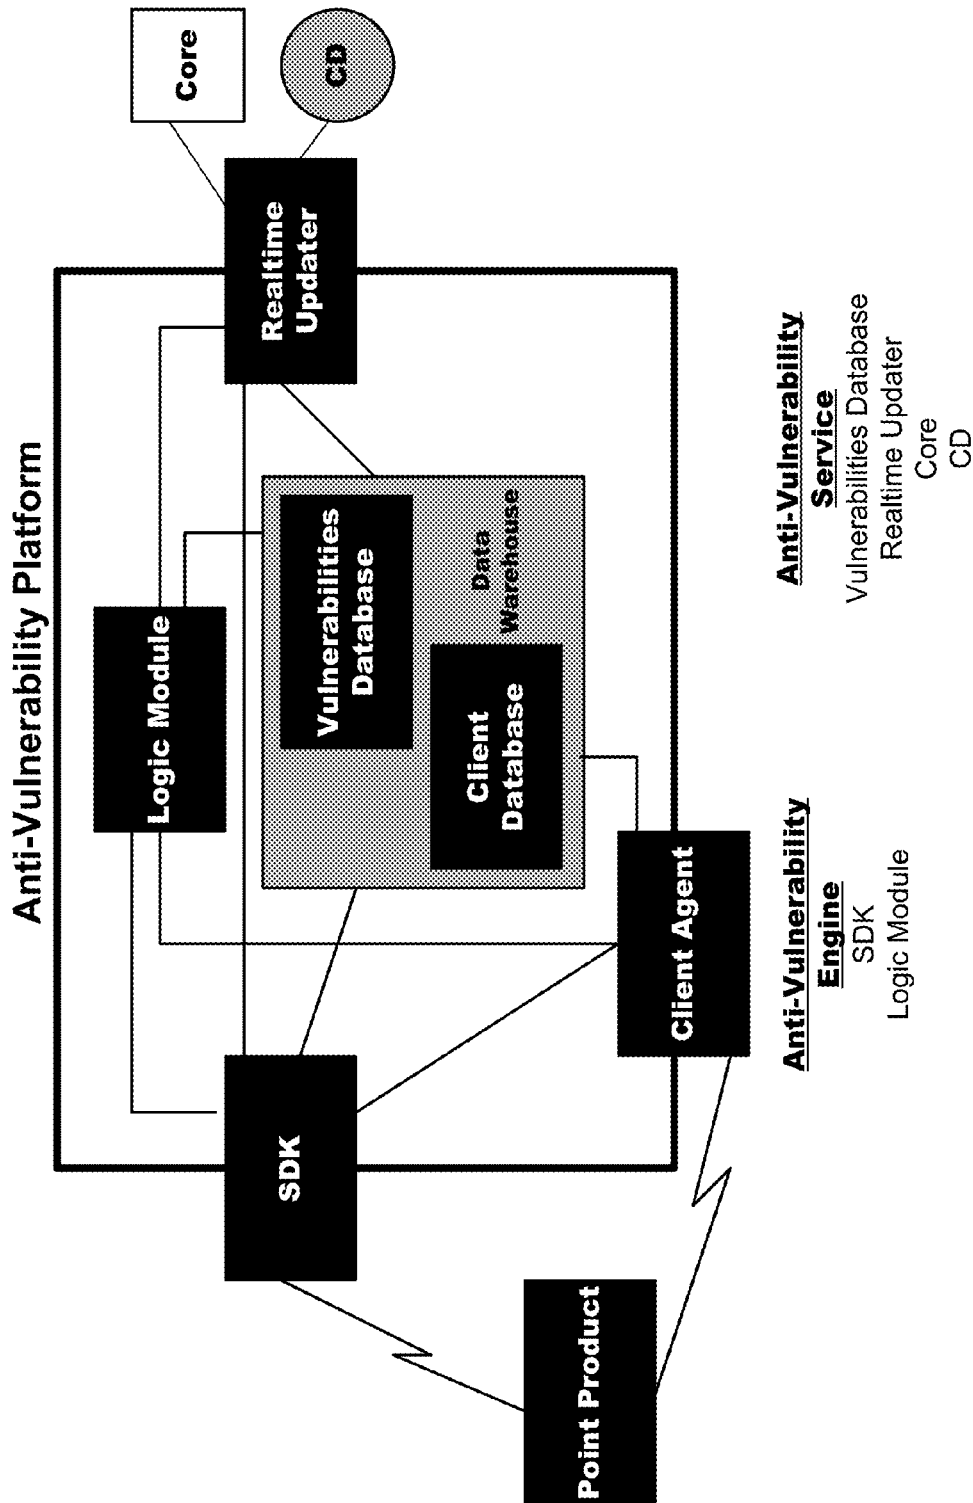 Anti-Vulnerability Platform
Core
CD
Realtime
Updater
Logic Module
Vulnerabilities
Database
Data
Warehouse
Client
Database
SDK
Client Agent
Point Product
Anti-Vulnerability
Engine
SDK
Logic Module
Anti-Vulnerability
Service
Vulnerabilities Database
Realtime Updater
Core
CD